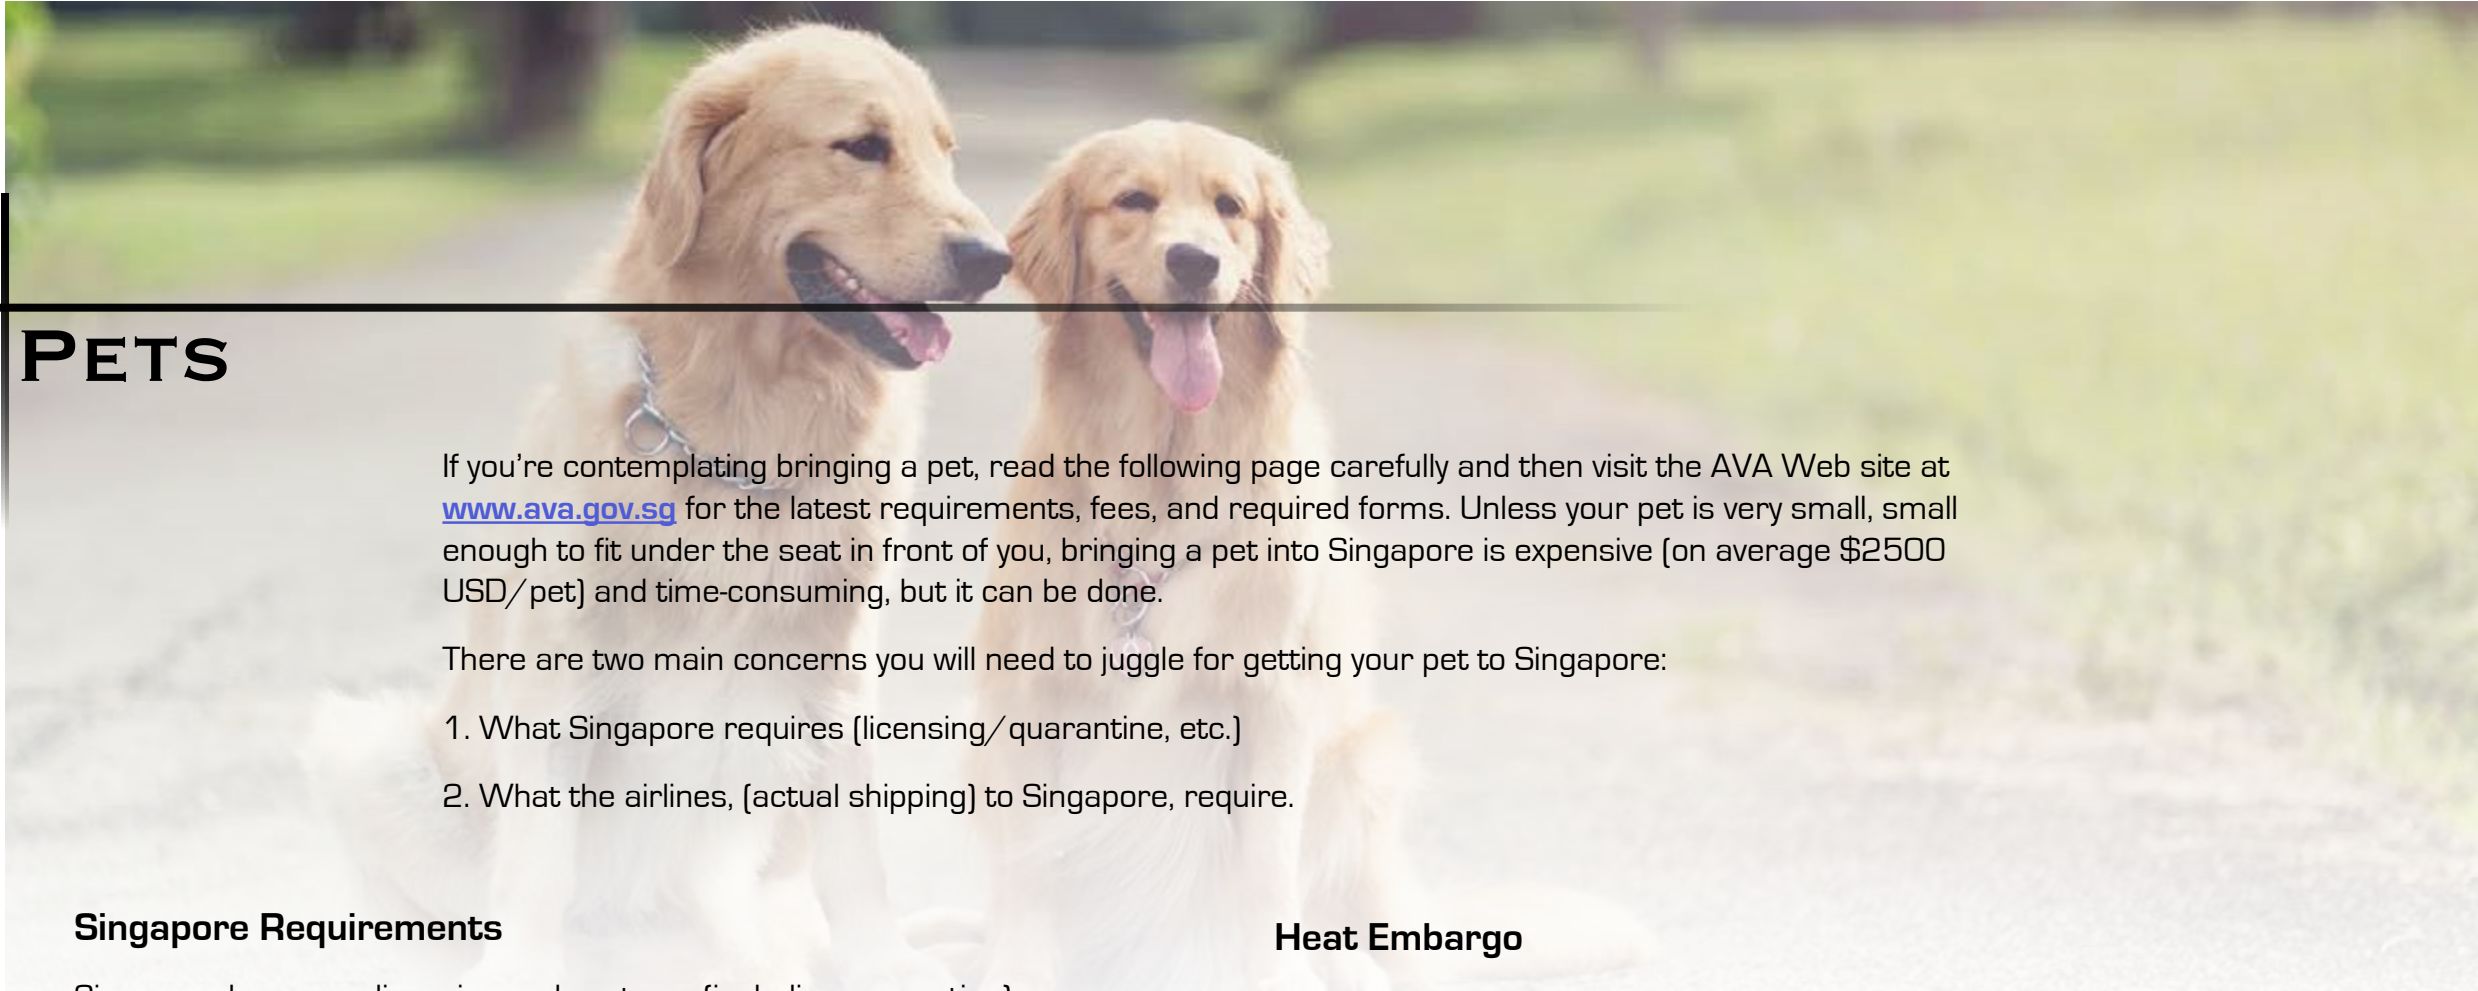 PETS
If you're contemplating bringing a pet, read the following page carefully and then visit the AVA Web site at
www.ava.gov.sg for the latest requirements, fees, and required forms. Unless your pet is very small, small
enough to fit under the seat in front of you, bringing a pet into Singapore is expensive (on average $2500
USD/pet) and time-consuming, but it can be done.
There are two main concerns you will need to juggle for getting your pet to Singapore:
1. What Singapore requires (licensing/quarantine, etc.)
2. What the airlines, (actual shipping) to Singapore, require.
Singapore Requirements
Heat Embargo